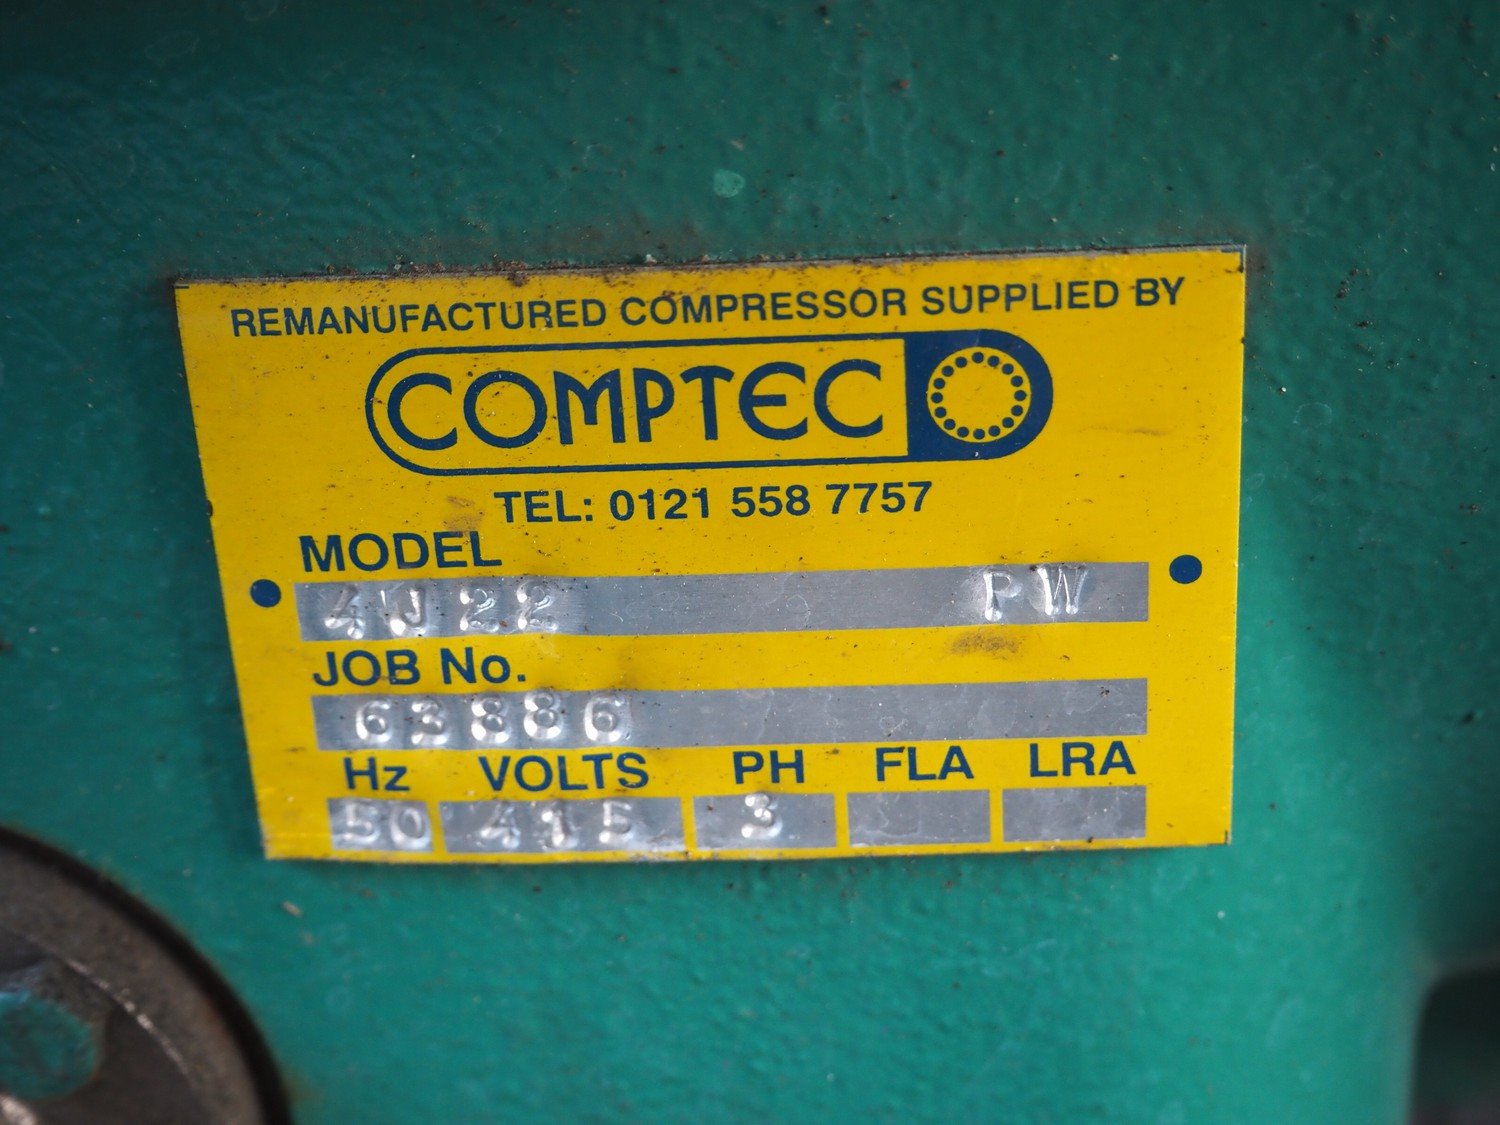 REMANUFACTURED COMPRESSOR SUPPLIED BY
COMPTEC
TEL: 0121 558 7757
MODEL
4J22 PW
JOB No.
63886
Hz VOLTS PH FLA LRA
50 415 3